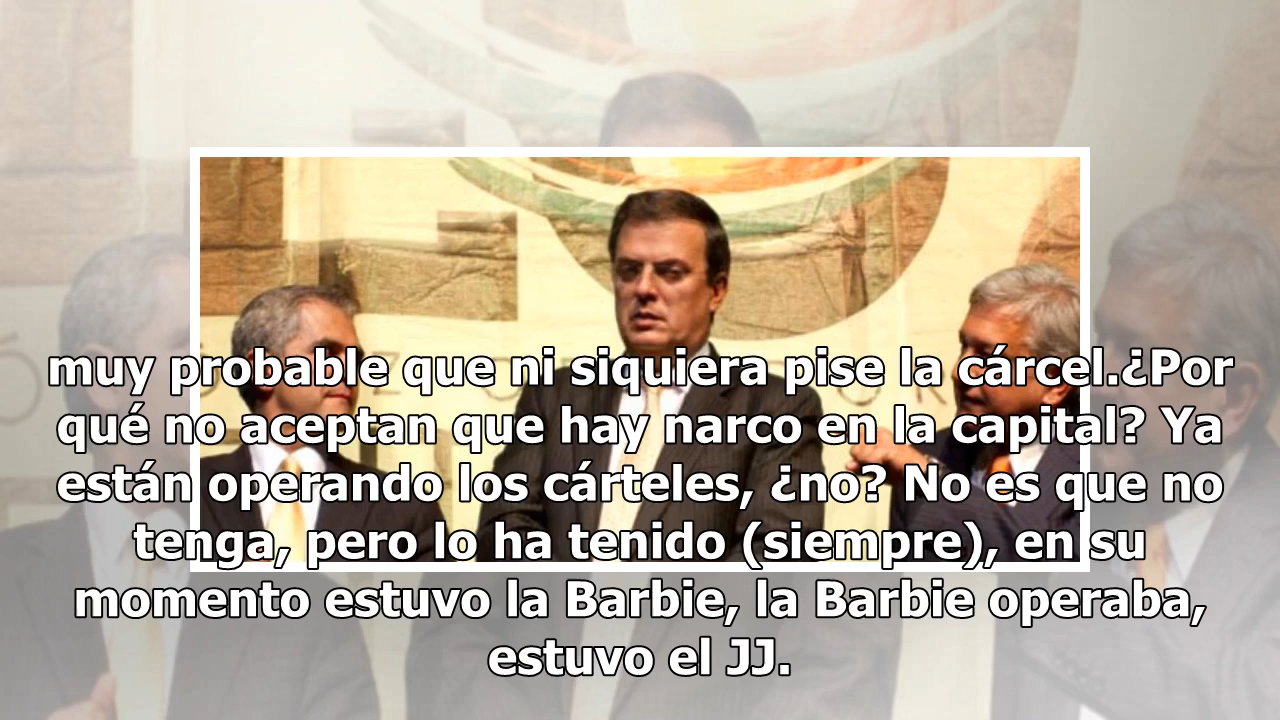 muy probable que ni siquiera pise la cárcel.¿Por
qué no aceptan que hay narco en la capital? Ya
están operando los cárteles, ¿no? No es que no
tenga, pero lo ha tenido (siempre), en su
momento estuvo la Barbie, la Barbie operaba,
estuvo el JJ.